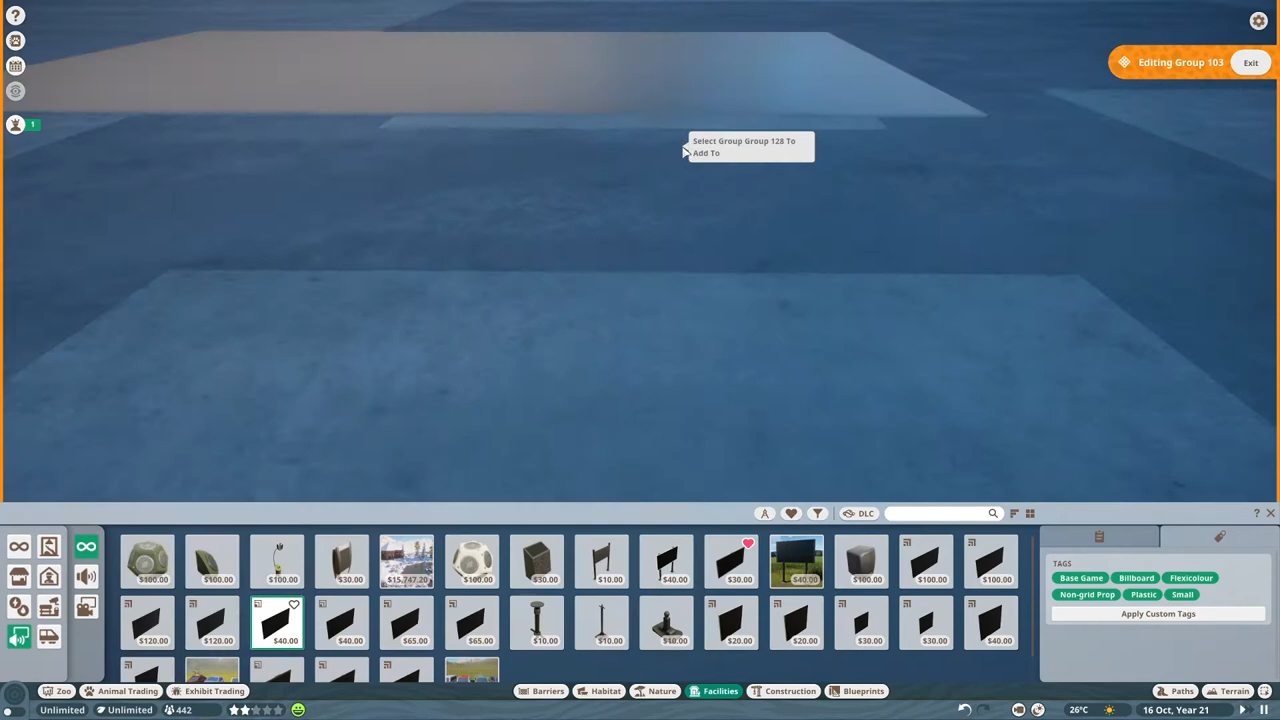 ?
Editing Group 103
Exit
1
Select Group Group 128 To
Add To
DLC
? ×
$100.00 $100.00 $100.00 $30.00 $15,747.20 $100.00 $30.00 $10.00 $40.00 $30.00 $40.00 $100.00 $100.00 $100.00
$120.00 $120.00 $40.00 $40.00 $65.00 $65.00 $10.00 $10.00 $10.00 $20.00 $20.00 $30.00 $30.00 $40.00
TAGS
Base Game Billboard Flexicolour
Non-grid Prop Plastic Small
Apply Custom Tags
Zoo Animal Trading Exhibit Trading Barriers Habitat Nature Facilities Construction Blueprints Paths Terrain
Unlimited Unlimited 442 26°C 16 Oct, Year 21